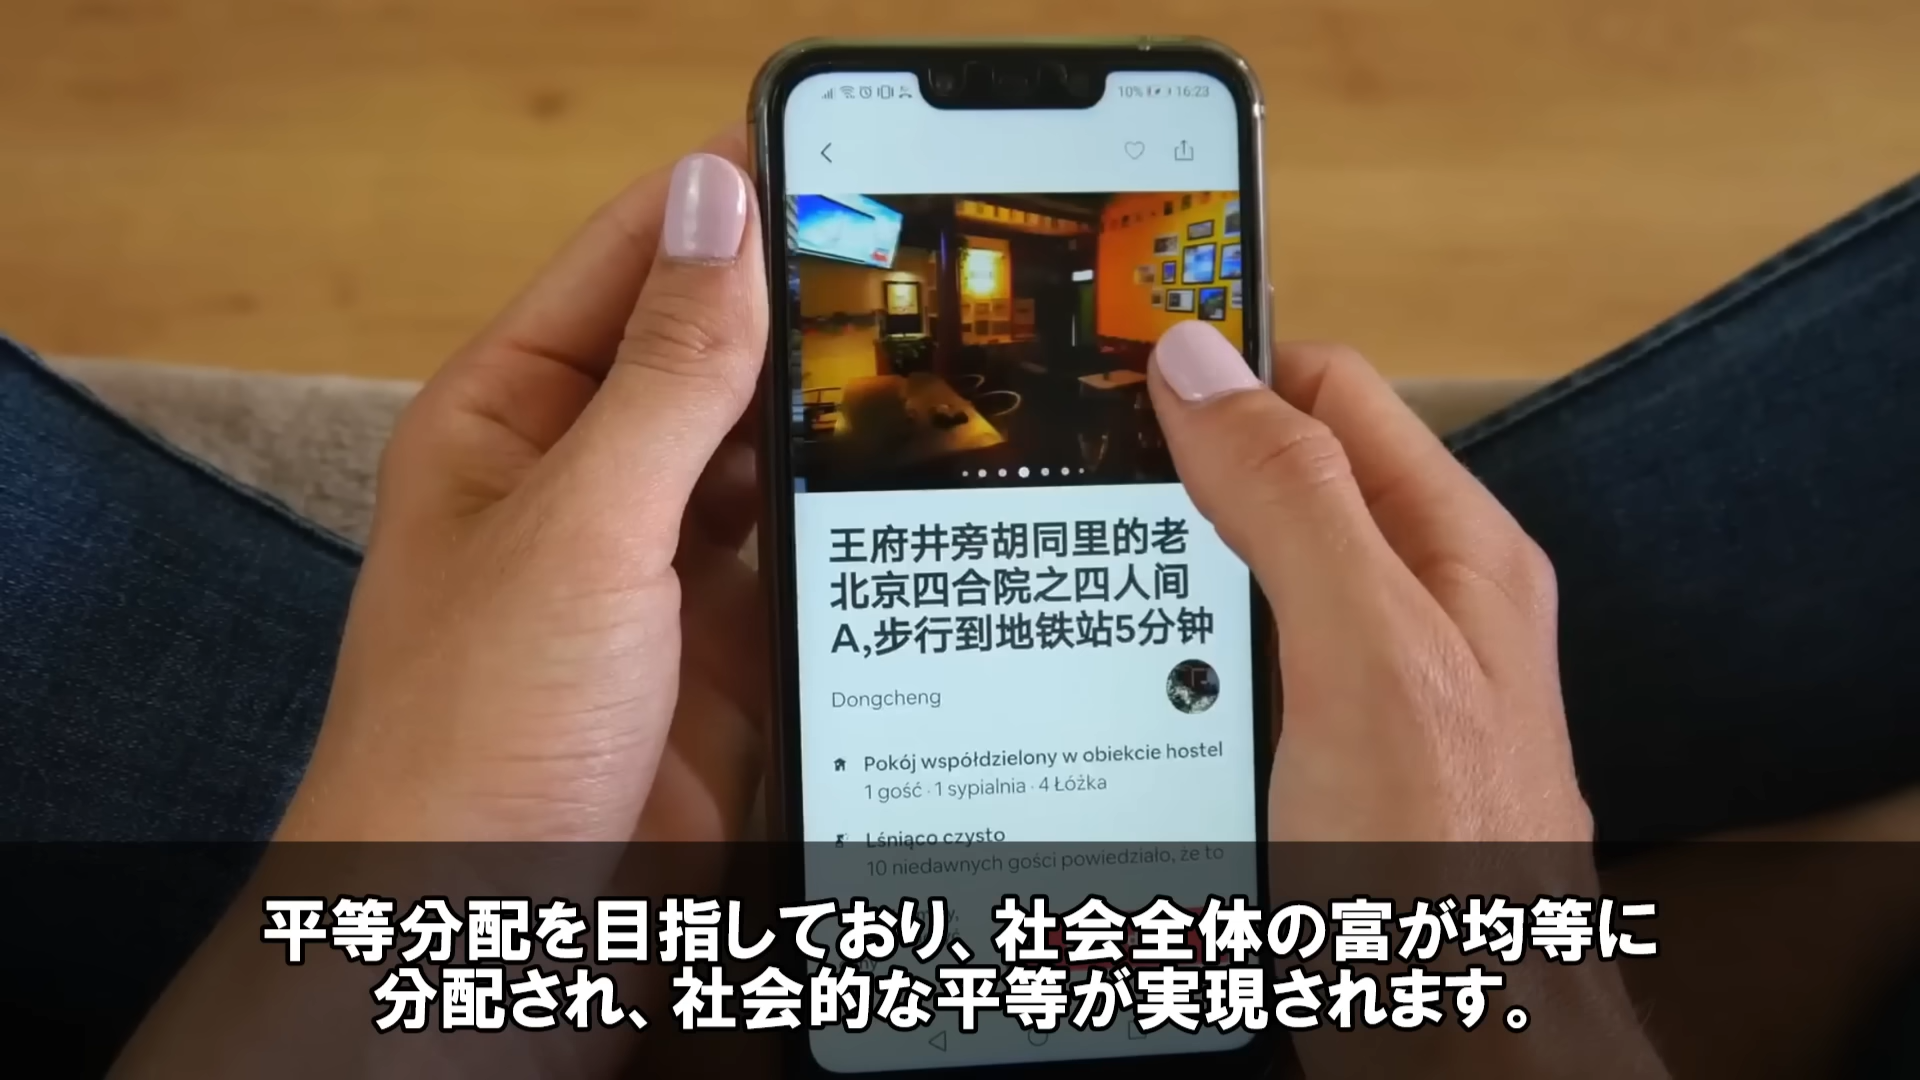 10% 16:23
王府井旁胡同里的老
北京四合院之四人间
A,步行到地铁站5分钟
Dongcheng
Pokój współdzielony w obiekcie hostel
1 gość · 1 sypialnia · 4 Łóżka
Lśniąco czysto
10 niedawnych gości powiedziało, że to
平等分配を目指しており、社会全体の富が均等に
分配され、社会的な平等が実現されます。